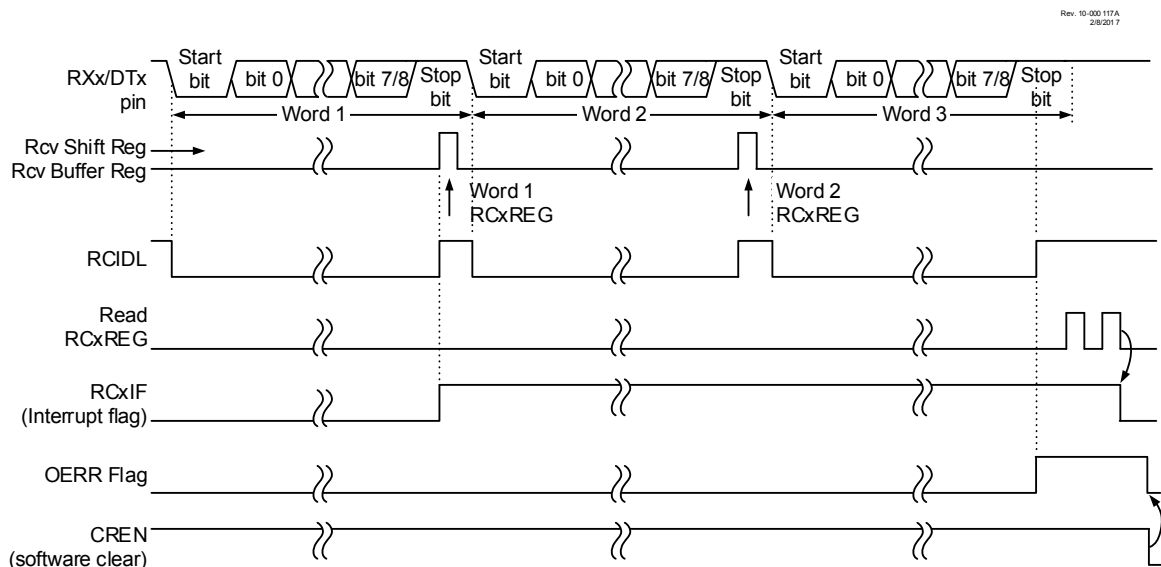 Rev. 10-000 117A
2/8/201 7
Start bit
bit 0
bit 7/8
Stop bit
Start bit
bit 0
bit 7/8
Stop bit
Start bit
bit 0
bit 7/8
Stop bit
RXx/DTx
pin
Word 1
Word 2
Word 3
Rcv Shift Reg
Rcv Buffer Reg
Word 1
RCxREG
Word 2
RCxREG
RCIDL
Read
RCxREG
RCxIF
(Interrupt flag)
OERR Flag
CREN
(software clear)